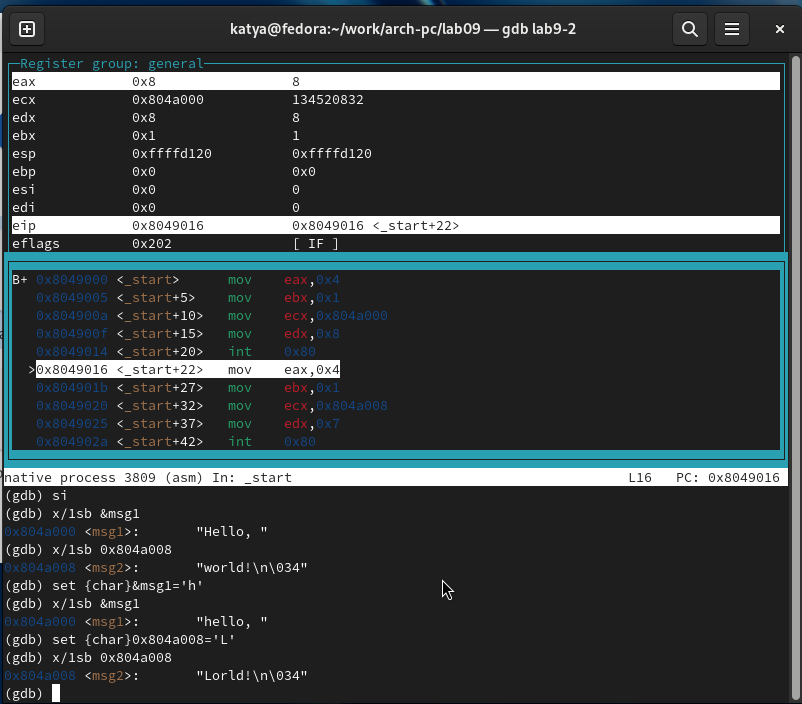 katya@fedora:~/work/arch-pc/lab09 — gdb lab9-2
Register group: general
eax 0x8 8
ecx 0x804a000 134520832
edx 0x8 8
ebx 0x1 1
esp 0xffffd120 0xffffd120
ebp 0x0 0x0
esi 0x0 0
edi 0x0 0
eip 0x8049016 0x8049016 <_start+22>
eflags 0x202 [ IF ]
B+ 0x8049000 <_start> mov eax,0x4
0x8049005 <_start+5> mov ebx,0x1
0x804900a <_start+10> mov ecx,0x804a000
0x804900f <_start+15> mov edx,0x8
0x8049014 <_start+20> int 0x80
>0x8049016 <_start+22> mov eax,0x4
0x804901b <_start+27> mov ebx,0x1
0x8049020 <_start+32> mov ecx,0x804a008
0x8049025 <_start+37> mov edx,0x7
0x804902a <_start+42> int 0x80
native process 3809 (asm) In: _start L16 PC: 0x8049016
(gdb) si
(gdb) x/1sb &msg1
0x804a000 <msg1>: "Hello, "
(gdb) x/1sb 0x804a008
0x804a008 <msg2>: "world!\n\034"
(gdb) set {char}&msg1='h'
(gdb) x/1sb &msg1
0x804a000 <msg1>: "hello, "
(gdb) set {char}0x804a008='L'
(gdb) x/1sb 0x804a008
0x804a008 <msg2>: "Lorld!\n\034"
(gdb)